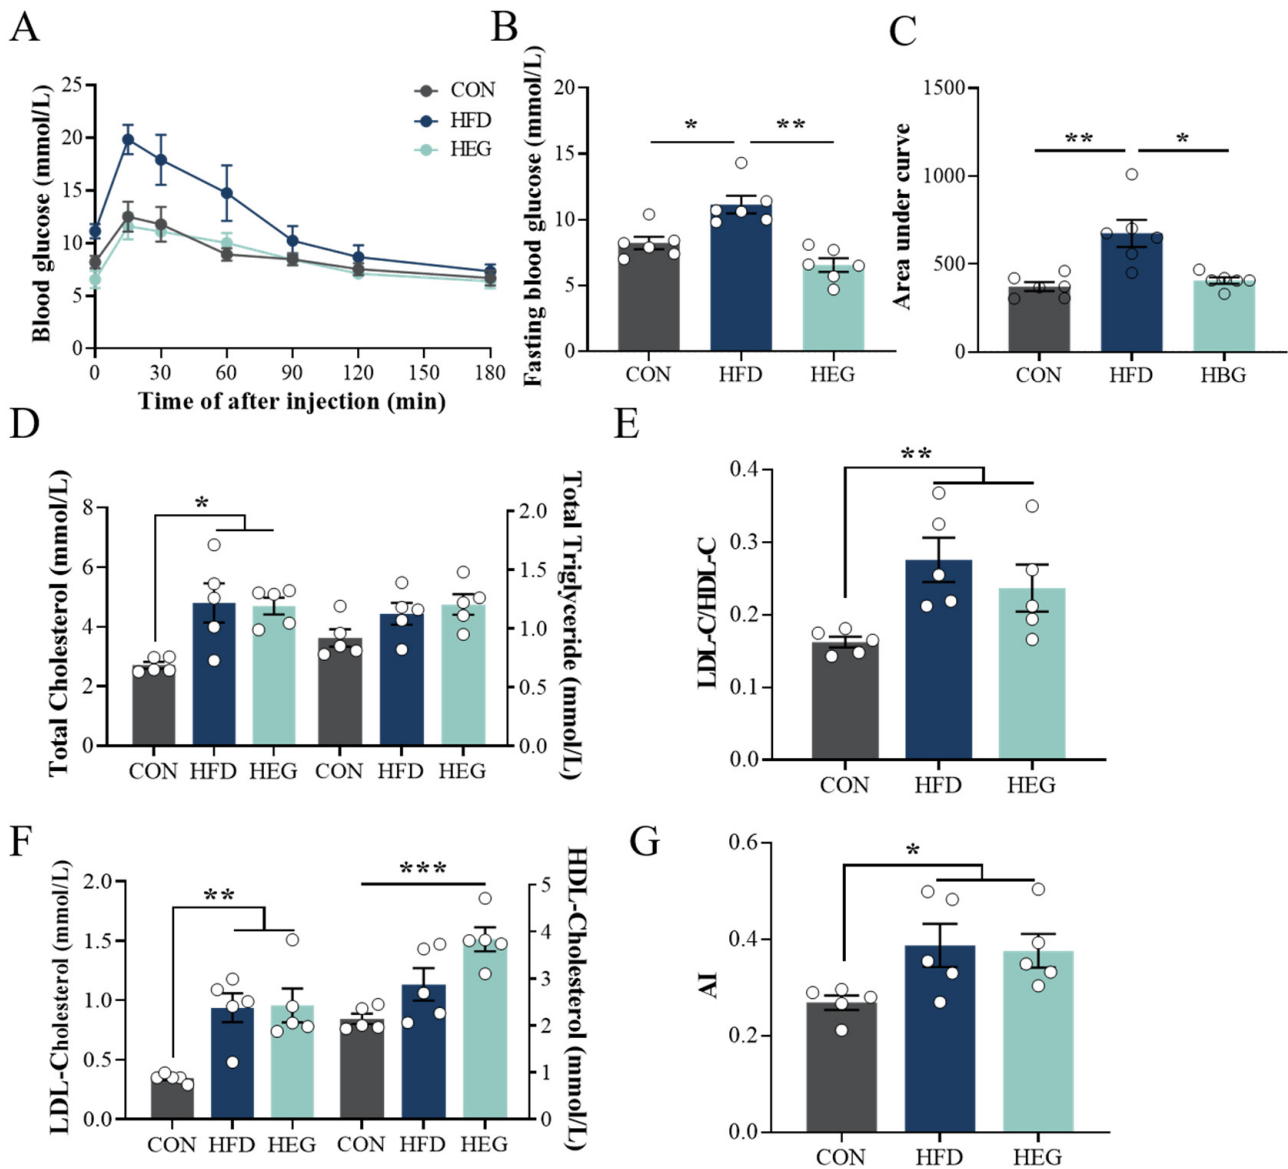 A
Blood glucose (mmol/L)
25
20
15
10
5
0
0 30 60 90 120 150 180
Time of after injection (min)
CON
HFD
HEG
B
Fasting blood glucose (mmol/L)
20
15
10
5
0
* **
CON HFD HEG
C
Area under curve
1500
1000
500
0
** *
CON HFD HBG
D
Total Cholesterol (mmol/L)
8
6
4
2
0
*
CON HFD HEG CON HFD HEG
2.0
1.5
1.0
0.5
0.0
Total Triglyceride (mmol/L)
E
LDL-C/HDL-C
0.4
0.3
0.2
0.1
0.0
**
CON HFD HEG
F
LDL-Cholesterol (mmol/L)
2.0
1.5
1.0
0.5
0.0
** ***
CON HFD HEG CON HFD HEG
5
4
3
2
1
0
HDL-Cholesterol (mmol/L)
G
AI
0.6
0.4
0.2
0.0
*
CON HFD HEG